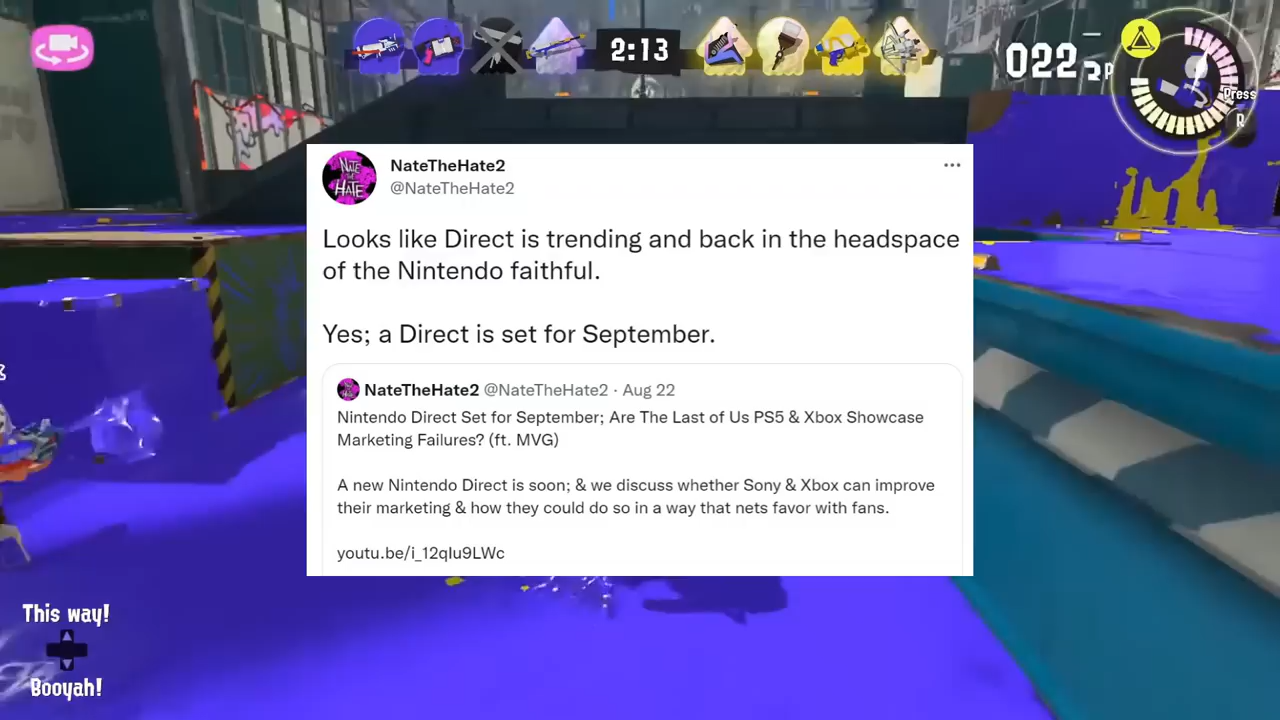 2:13
022
p
Press
R
NATE THE HATE
NateTheHate2
@NateTheHate2
Looks like Direct is trending and back in the headspace
of the Nintendo faithful.
Yes; a Direct is set for September.
NateTheHate2 @NateTheHate2 · Aug 22
Nintendo Direct Set for September; Are The Last of Us PS5 & Xbox Showcase
Marketing Failures? (ft. MVG)
A new Nintendo Direct is soon; & we discuss whether Sony & Xbox can improve
their marketing & how they could do so in a way that nets favor with fans.
youtu.be/i_12qIu9LWc
This way!
Booyah!